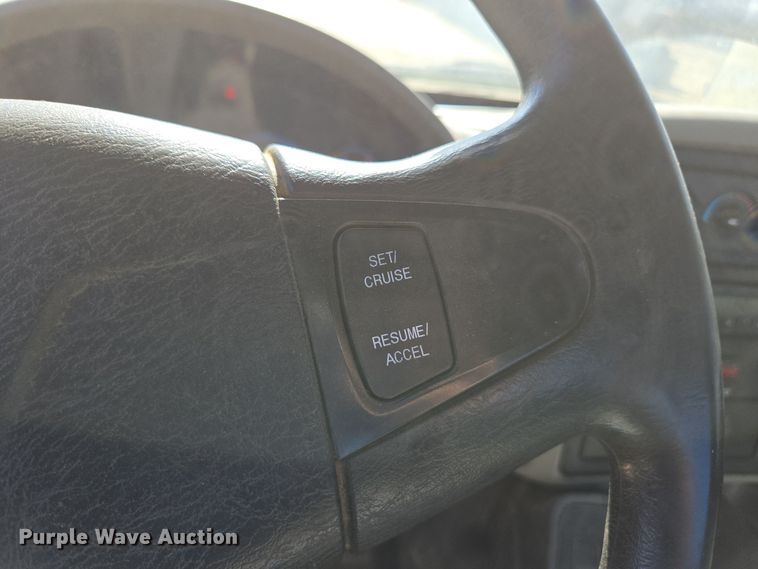 SET/
CRUISE
RESUME/
ACCEL
Purple Wave Auction